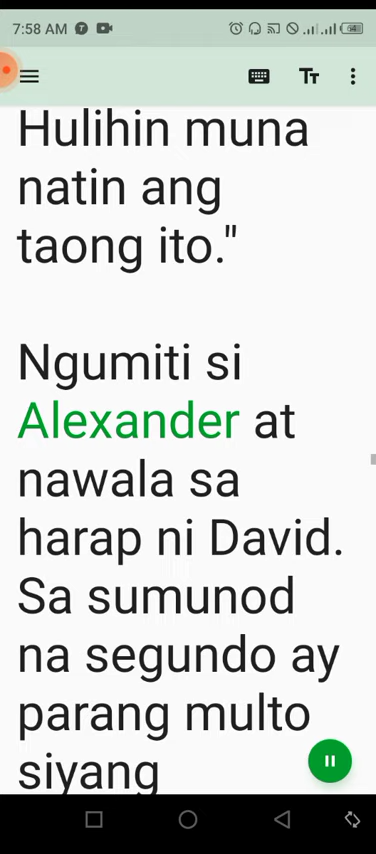 7:58 AM
Hulihin muna
natin ang
taong ito."
Ngumiti si
Alexander at
nawala sa
harap ni David.
Sa sumunod
na segundo ay
parang multo
siyang